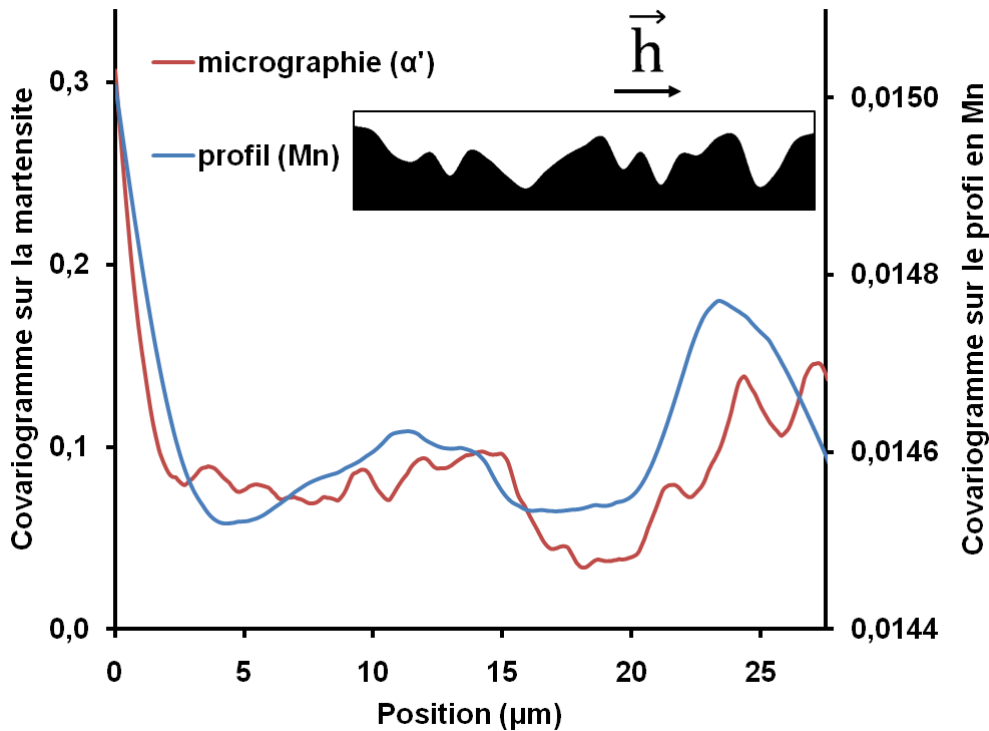 micrographie (α')
profil (Mn)
h
Covariogramme sur la martensite
0,3
0,2
0,1
0,0
0,0150
0,0148
0,0146
0,0144
Covariogramme sur le profi en Mn
0 5 10 15 20 25
Position (µm)